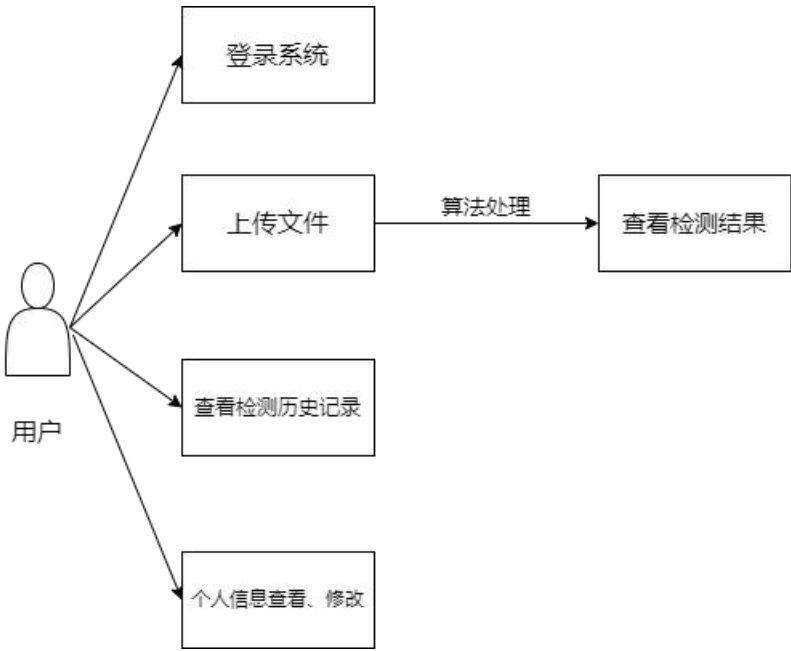 登录系统
上传文件
算法处理
查看检测结果
查看检测历史记录
用户
个人信息查看、修改